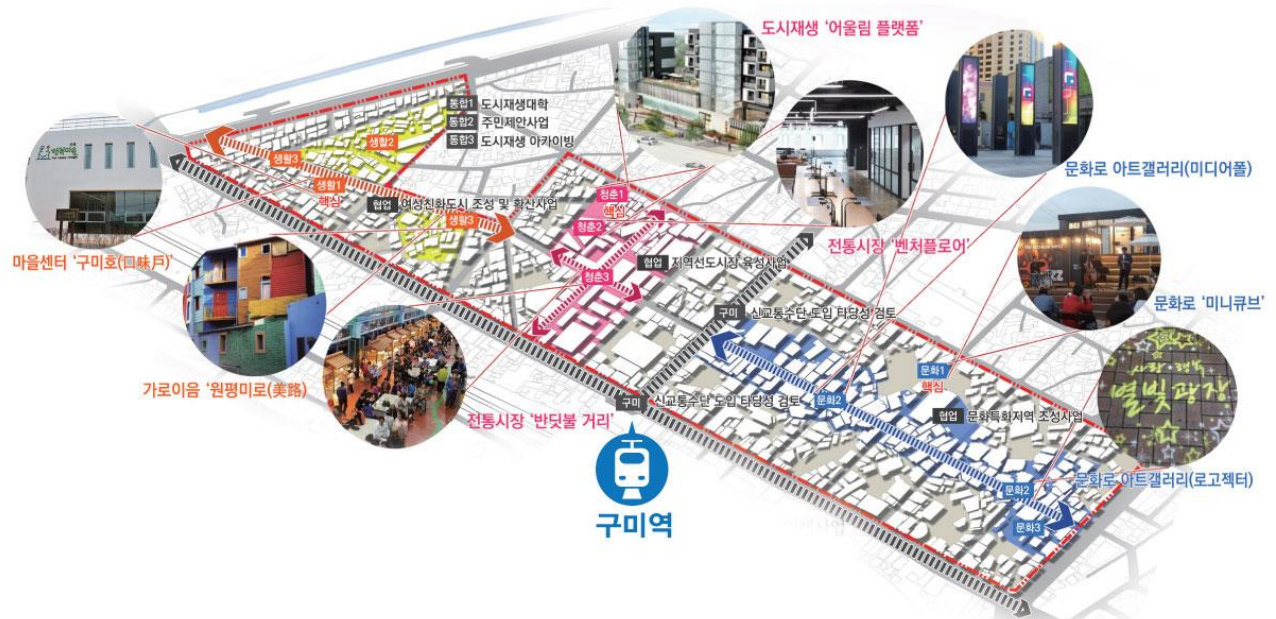 도시재생 '어울림 플랫폼'
통합1 도시재생대학
통합2 주민제안사업
통합3 도시재생 아카이빙
문화로 아트갤러리(미디어폴)
생활2
생활3
생활1
핵심
협업 여성친화도시 조성 및 확산사업
생활3
청춘1
핵심
청춘2
전통시장 '벤처플로어'
마을센터 '구미호(口味戶)'
협업 지역선도시장 육성사업
청춘3
문화로 '미니큐브'
구미 신교통수단 도입 타당성 검토
사랑·행복
별빛광장
문화1
핵심
가로이음 '원평미로(美路)'
구미 신교통수단 도입 타당성 검토
문화2
협업 문화특화지역 조성사업
전통시장 '반딧불 거리'
문화로 아트갤러리(로고젝터)
문화2
문화3
구미역